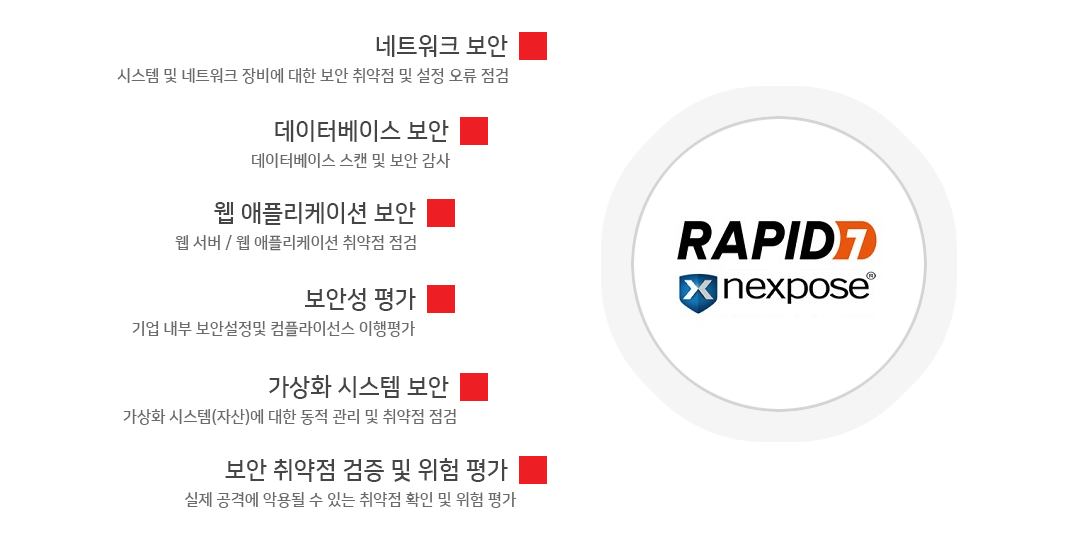 네트워크 보안
시스템 및 네트워크 장비에 대한 보안 취약점 및 설정 오류 점검
데이터베이스 보안
데이터베이스 스캔 및 보안 감사
웹 애플리케이션 보안
웹 서버 / 웹 애플리케이션 취약점 점검
보안성 평가
기업 내부 보안설정및 컴플라이선스 이행평가
가상화 시스템 보안
가상화 시스템(자산)에 대한 동적 관리 및 취약점 점검
보안 취약점 검증 및 위험 평가
실제 공격에 악용될 수 있는 취약점 확인 및 위험 평가
RAPID7
nexpose®